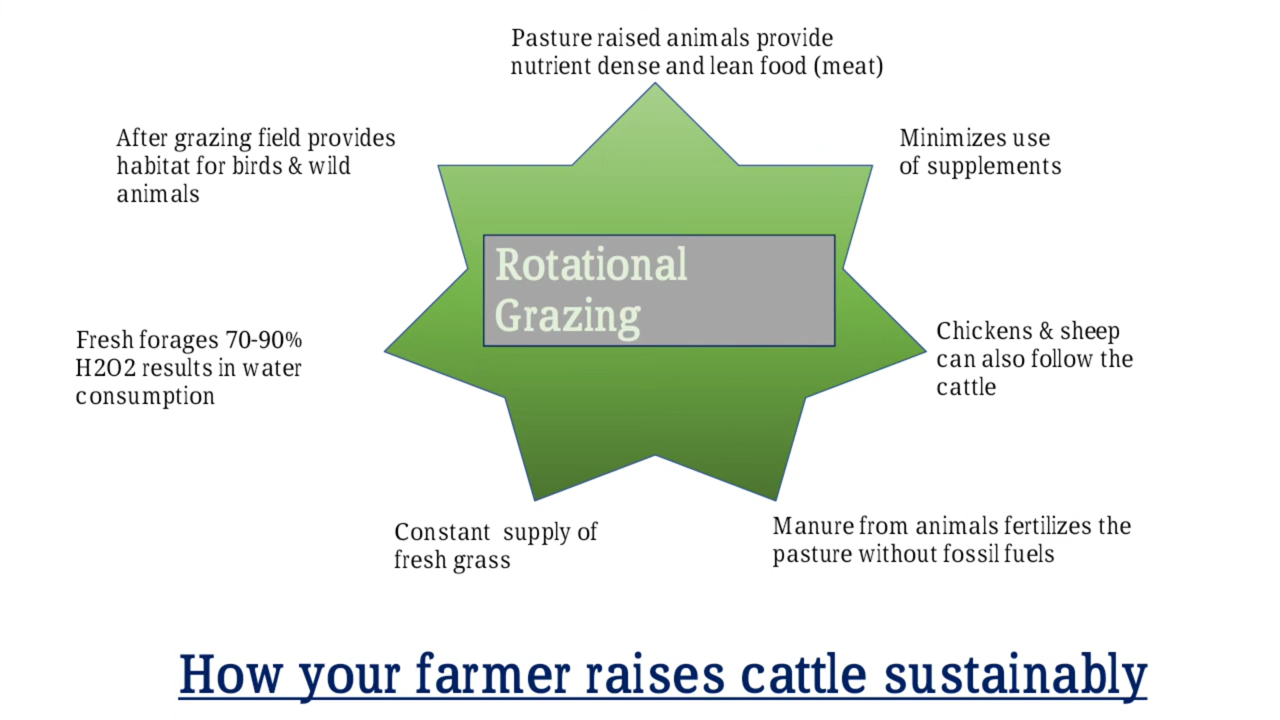 Pasture raised animals provide
nutrient dense and lean food (meat)
After grazing field provides
habitat for birds & wild
animals
Minimizes use
of supplements
Rotational
Grazing
Fresh forages 70-90%
H2O2 results in water
consumption
Chickens & sheep
can also follow the
cattle
Constant supply of
fresh grass
Manure from animals fertilizes the
pasture without fossil fuels
How your farmer raises cattle sustainably